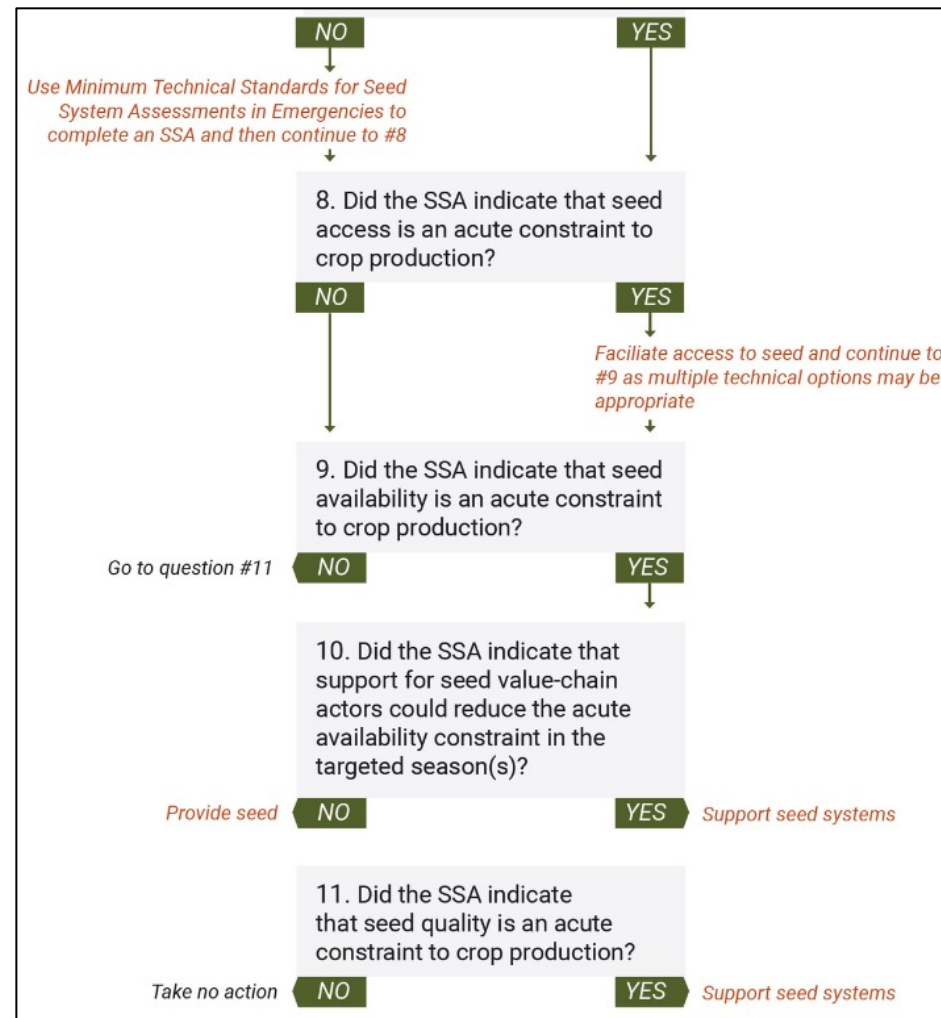 NO
YES
Use Minimum Technical Standards for Seed
System Assessments in Emergencies to
complete an SSA and then continue to #8
8. Did the SSA indicate that seed
access is an acute constraint to
crop production?
NO
YES
Faciliate access to seed and continue to
#9 as multiple technical options may be
appropriate
9. Did the SSA indicate that seed
availability is an acute constraint
to crop production?
Go to question #11
NO
YES
10. Did the SSA indicate that
support for seed value-chain
actors could reduce the acute
availability constraint in the
targeted season(s)?
Provide seed
NO
YES
Support seed systems
11. Did the SSA indicate
that seed quality is an acute
constraint to crop production?
Take no action
NO
YES
Support seed systems